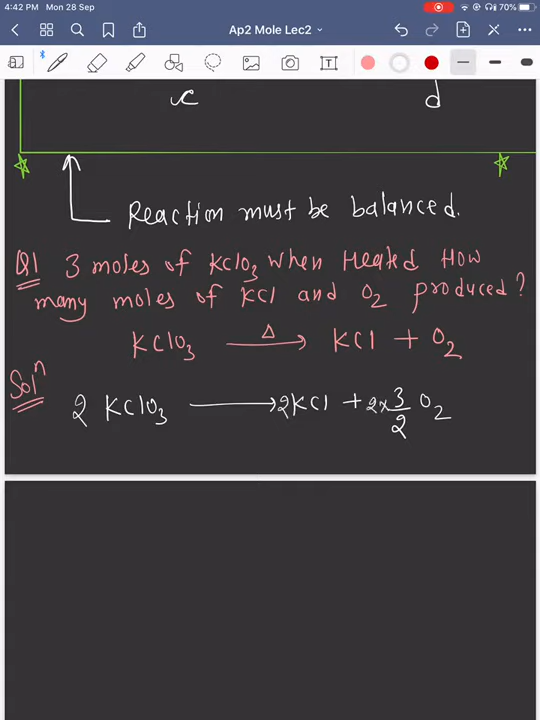 4:42 PM Mon 28 Sep
70%
Ap2 Mole Lec2
T
x d
Reaction must be balanced.
Q1 3 moles of KClO₃ when Heated How
many moles of KCl and O₂ produced?
KClO₃ —Δ→ KCl + O₂
Solⁿ
2 KClO₃ → 2KCl + 2×3/2 O₂